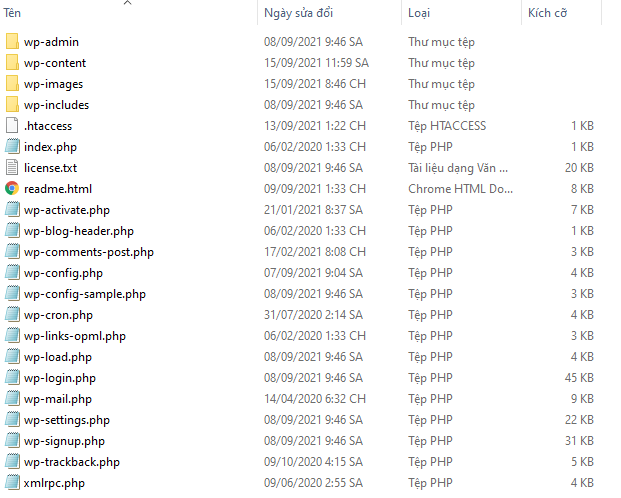 Tên Ngày sửa đổi Loại Kích cỡ
wp-admin 08/09/2021 9:46 SA Thư mục tệp
wp-content 15/09/2021 11:59 SA Thư mục tệp
wp-images 15/09/2021 8:46 CH Thư mục tệp
wp-includes 08/09/2021 9:46 SA Thư mục tệp
.htaccess 13/09/2021 1:22 CH Tệp HTACCESS 1 KB
index.php 06/02/2020 1:33 CH Tệp PHP 1 KB
license.txt 08/09/2021 9:46 SA Tài liệu dạng Văn ... 20 KB
readme.html 09/09/2021 1:33 CH Chrome HTML Do... 8 KB
wp-activate.php 21/01/2021 8:37 SA Tệp PHP 7 KB
wp-blog-header.php 06/02/2020 1:33 CH Tệp PHP 1 KB
wp-comments-post.php 17/02/2021 8:08 CH Tệp PHP 3 KB
wp-config.php 07/09/2021 9:04 SA Tệp PHP 4 KB
wp-config-sample.php 08/09/2021 9:46 SA Tệp PHP 3 KB
wp-cron.php 31/07/2020 2:14 SA Tệp PHP 4 KB
wp-links-opml.php 06/02/2020 1:33 CH Tệp PHP 3 KB
wp-load.php 08/09/2021 9:46 SA Tệp PHP 4 KB
wp-login.php 08/09/2021 9:46 SA Tệp PHP 45 KB
wp-mail.php 14/04/2020 6:32 CH Tệp PHP 9 KB
wp-settings.php 08/09/2021 9:46 SA Tệp PHP 22 KB
wp-signup.php 08/09/2021 9:46 SA Tệp PHP 31 KB
wp-trackback.php 09/10/2020 4:15 SA Tệp PHP 5 KB
xmlrpc.php 09/06/2020 2:55 SA Tệp PHP 4 KB